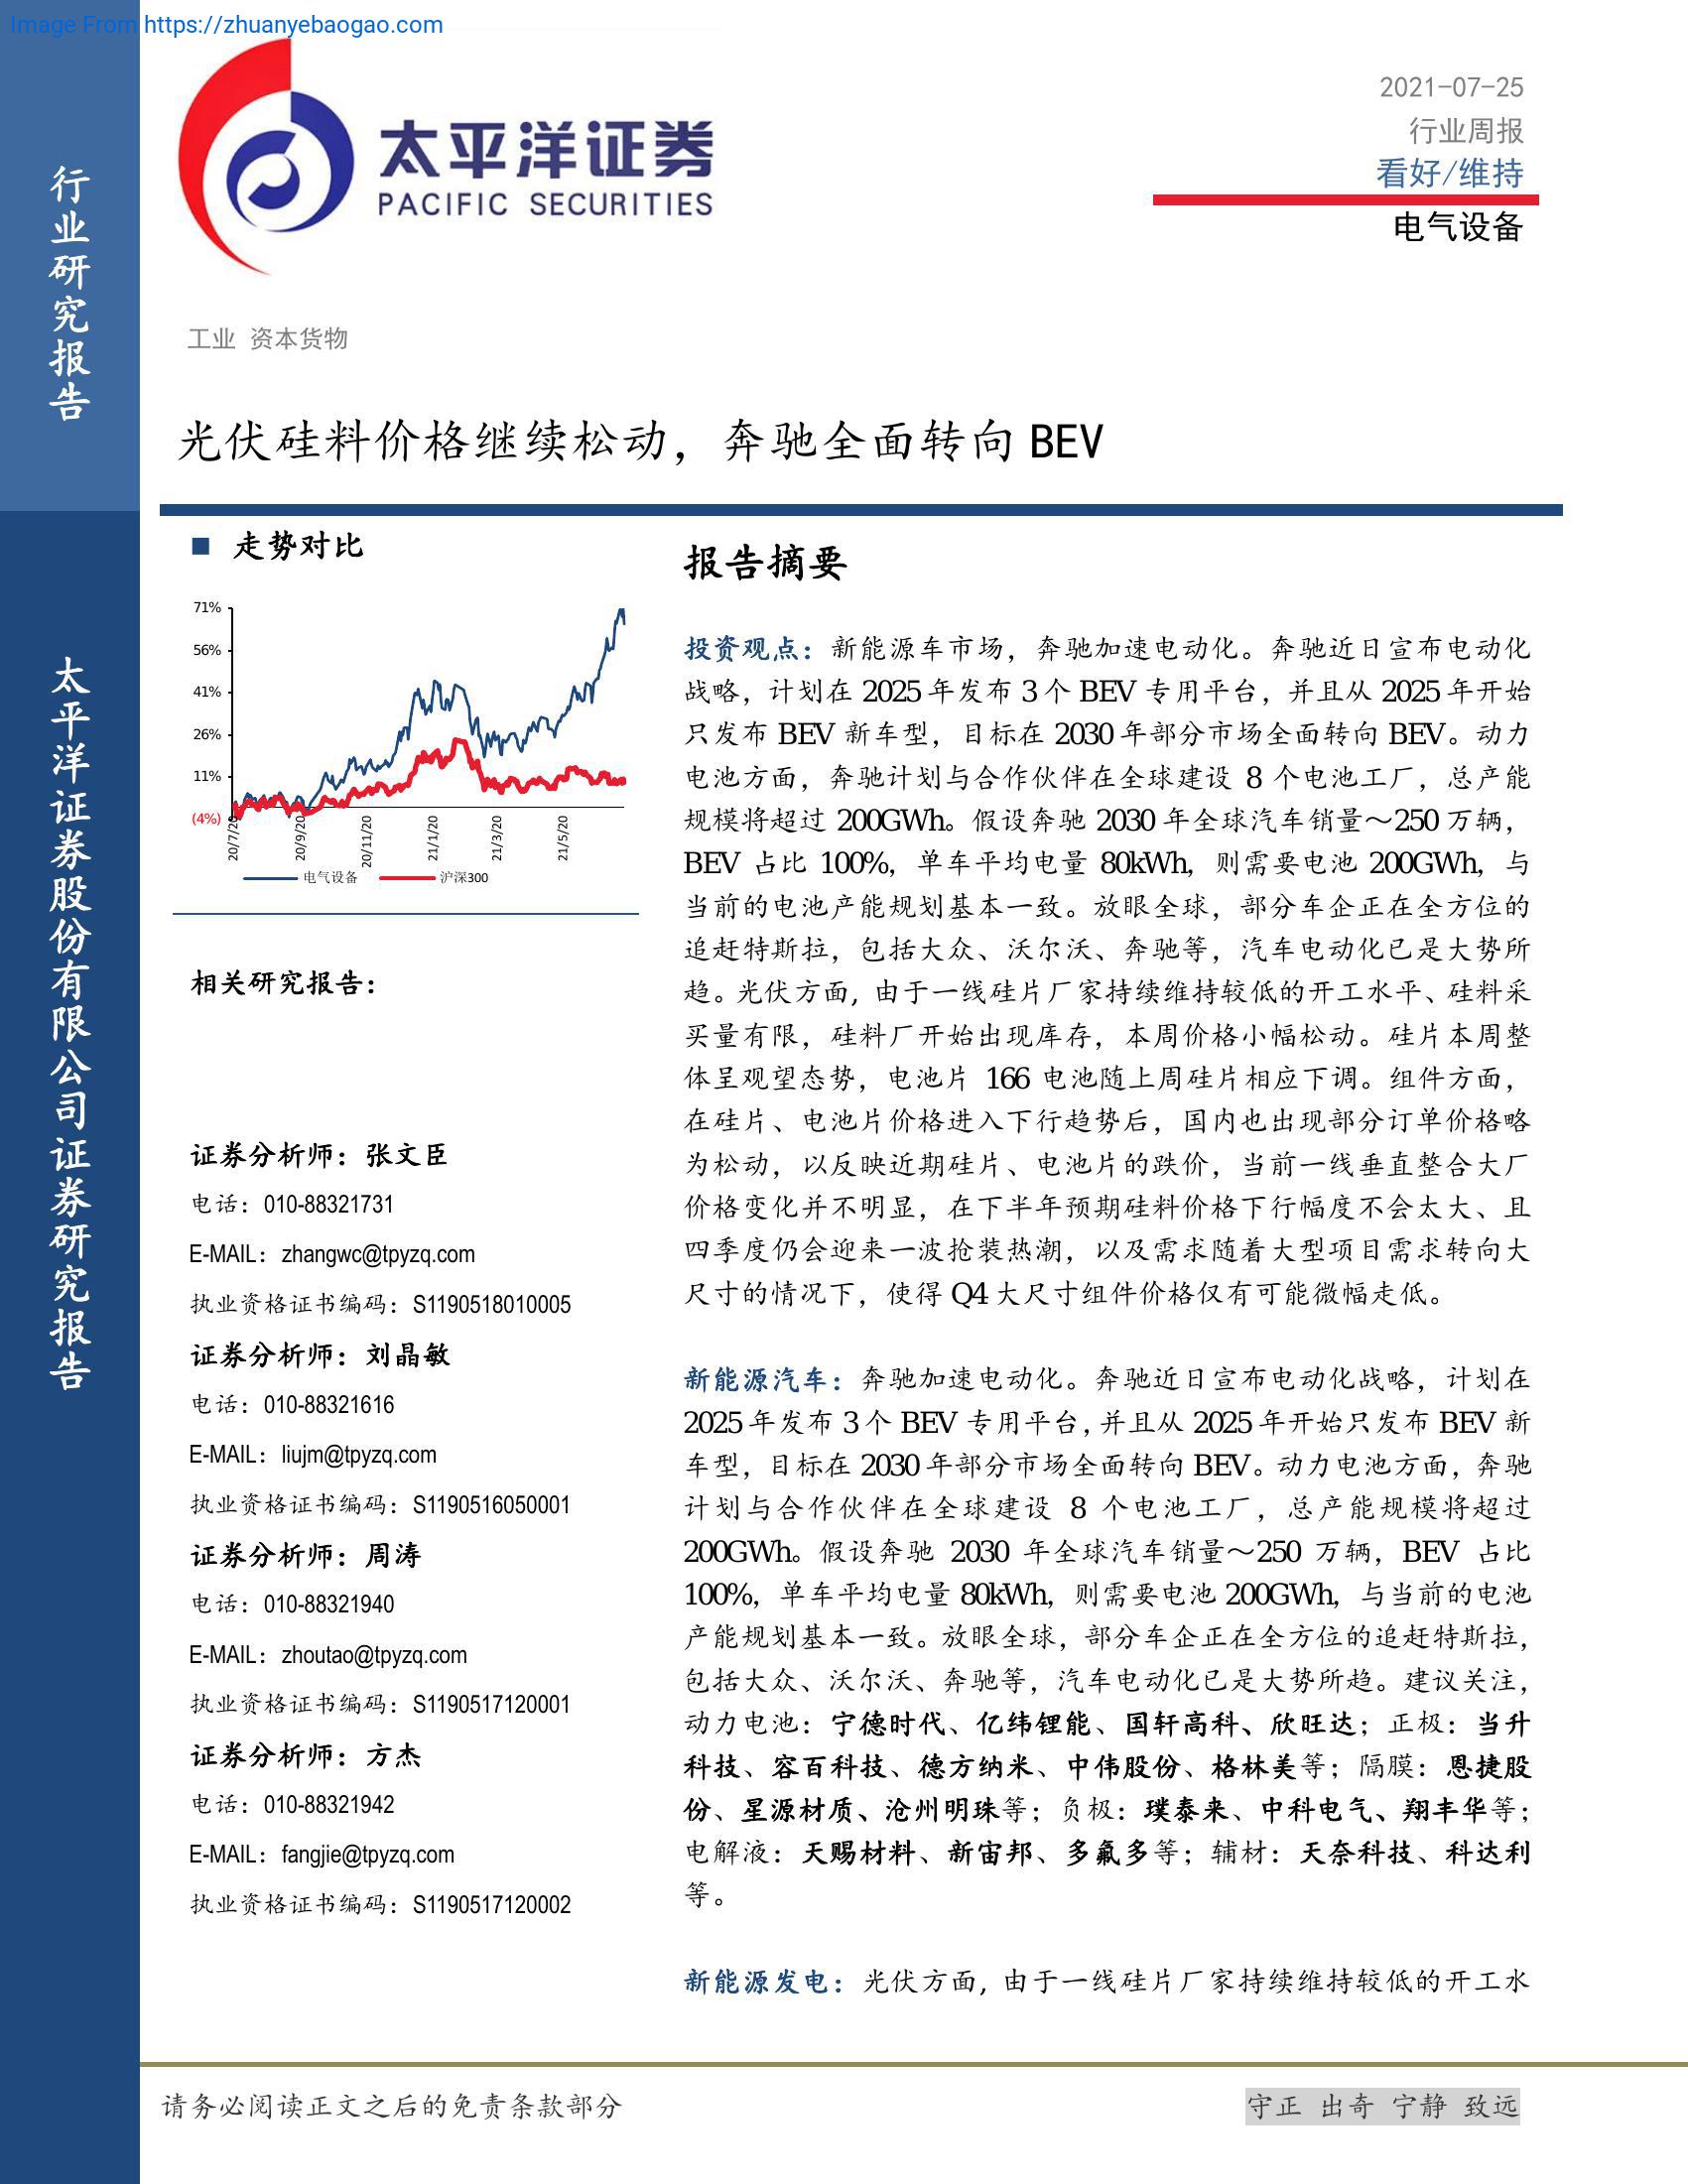 Image From https://zhuanyebaogao.com
行业研究报告
太平洋证券股份有限公司证券研究报告
太平洋证券
PACIFIC SECURITIES
2021-07-25
行业周报
看好/维持
电气设备
工业 资本货物
光伏硅料价格继续松动，奔驰全面转向 BEV
■ 走势对比
71%
56%
41%
26%
11%
(4%)
20/7/20
20/9/20
20/11/20
21/1/20
21/3/20
21/5/20
电气设备 沪深300
相关研究报告：
证券分析师：张文臣
电话：010-88321731
E-MAIL：zhangwc@tpyzq.com
执业资格证书编码：S1190518010005
证券分析师：刘晶敏
电话：010-88321616
E-MAIL：liujm@tpyzq.com
执业资格证书编码：S1190516050001
证券分析师：周涛
电话：010-88321940
E-MAIL：zhoutao@tpyzq.com
执业资格证书编码：S1190517120001
证券分析师：方杰
电话：010-88321942
E-MAIL：fangjie@tpyzq.com
执业资格证书编码：S1190517120002
报告摘要
投资观点：新能源车市场，奔驰加速电动化。奔驰近日宣布电动化
战略，计划在 2025 年发布 3 个 BEV 专用平台，并且从 2025 年开始
只发布 BEV 新车型，目标在 2030 年部分市场全面转向 BEV。动力
电池方面，奔驰计划与合作伙伴在全球建设 8 个电池工厂，总产能
规模将超过 200GWh。假设奔驰 2030 年全球汽车销量～250 万辆，
BEV 占比 100%，单车平均电量 80kWh，则需要电池 200GWh，与
当前的电池产能规划基本一致。放眼全球，部分车企正在全方位的
追赶特斯拉，包括大众、沃尔沃、奔驰等，汽车电动化已是大势所
趋。光伏方面，由于一线硅片厂家持续维持较低的开工水平、硅料采
买量有限，硅料厂开始出现库存，本周价格小幅松动。硅片本周整
体呈观望态势，电池片 166 电池随上周硅片相应下调。组件方面，
在硅片、电池片价格进入下行趋势后，国内也出现部分订单价格略
为松动，以反映近期硅片、电池片的跌价，当前一线垂直整合大厂
价格变化并不明显，在下半年预期硅料价格下行幅度不会太大、且
四季度仍会迎来一波抢装热潮，以及需求随着大型项目需求转向大
尺寸的情况下，使得 Q4 大尺寸组件价格仅有可能微幅走低。
新能源汽车：奔驰加速电动化。奔驰近日宣布电动化战略，计划在
2025 年发布 3 个 BEV 专用平台，并且从 2025 年开始只发布 BEV 新
车型，目标在 2030 年部分市场全面转向 BEV。动力电池方面，奔驰
计划与合作伙伴在全球建设 8 个电池工厂，总产能规模将超过
200GWh。假设奔驰 2030 年全球汽车销量～250 万辆，BEV 占比
100%，单车平均电量 80kWh，则需要电池 200GWh，与当前的电池
产能规划基本一致。放眼全球，部分车企正在全方位的追赶特斯拉，
包括大众、沃尔沃、奔驰等，汽车电动化已是大势所趋。建议关注，
动力电池：宁德时代、亿纬锂能、国轩高科、欣旺达；正极：当升
科技、容百科技、德方纳米、中伟股份、格林美等；隔膜：恩捷股
份、星源材质、沧州明珠等；负极：璞泰来、中科电气、翔丰华等；
电解液：天赐材料、新宙邦、多氟多等；辅材：天奈科技、科达利
等。
新能源发电：光伏方面，由于一线硅片厂家持续维持较低的开工水
请务必阅读正文之后的免责条款部分
守正 出奇 宁静 致远